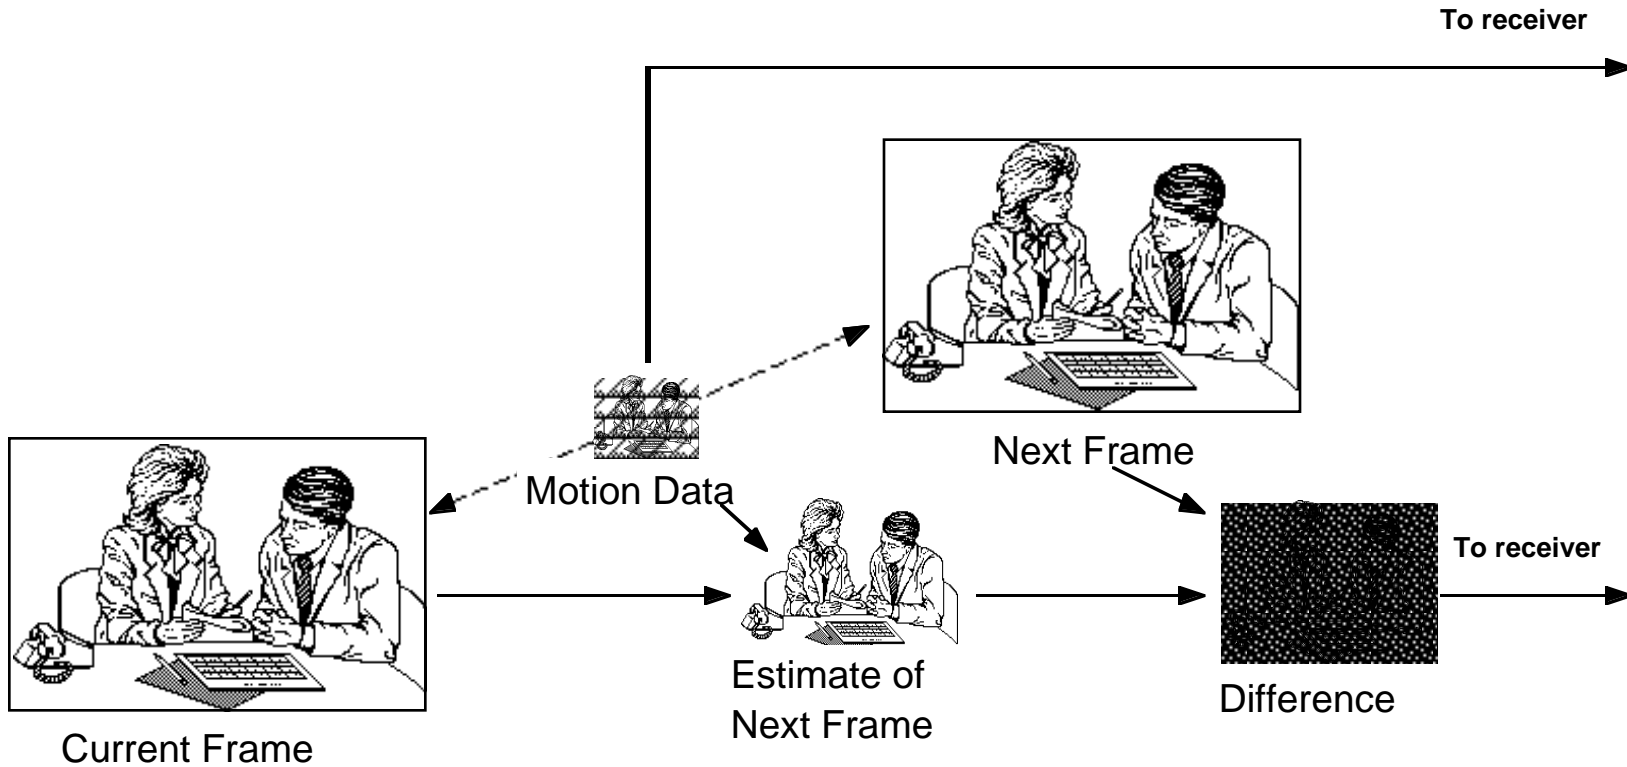 To receiver
Next Frame
Motion Data
To receiver
Estimate of
Next Frame
Difference
Current Frame